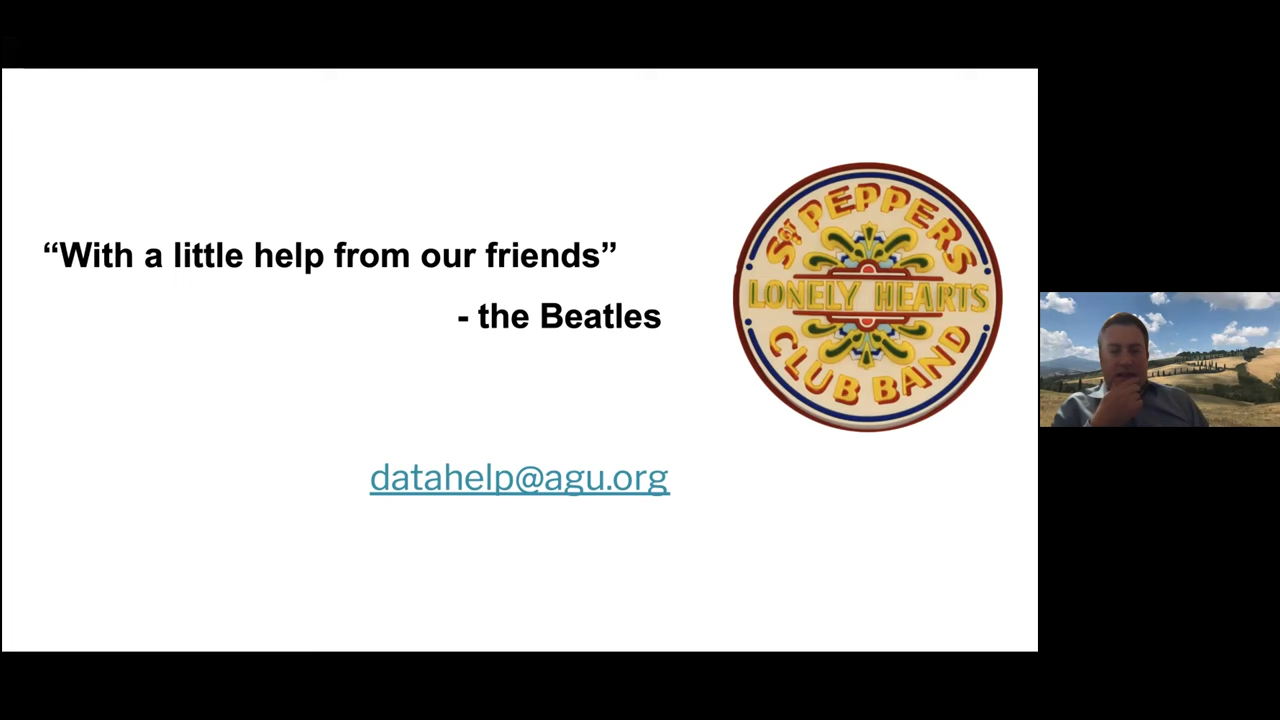 “With a little help from our friends”
- the Beatles
SGT PEPPERS
LONELY HEARTS
CLUB BAND
datahelp@agu.org